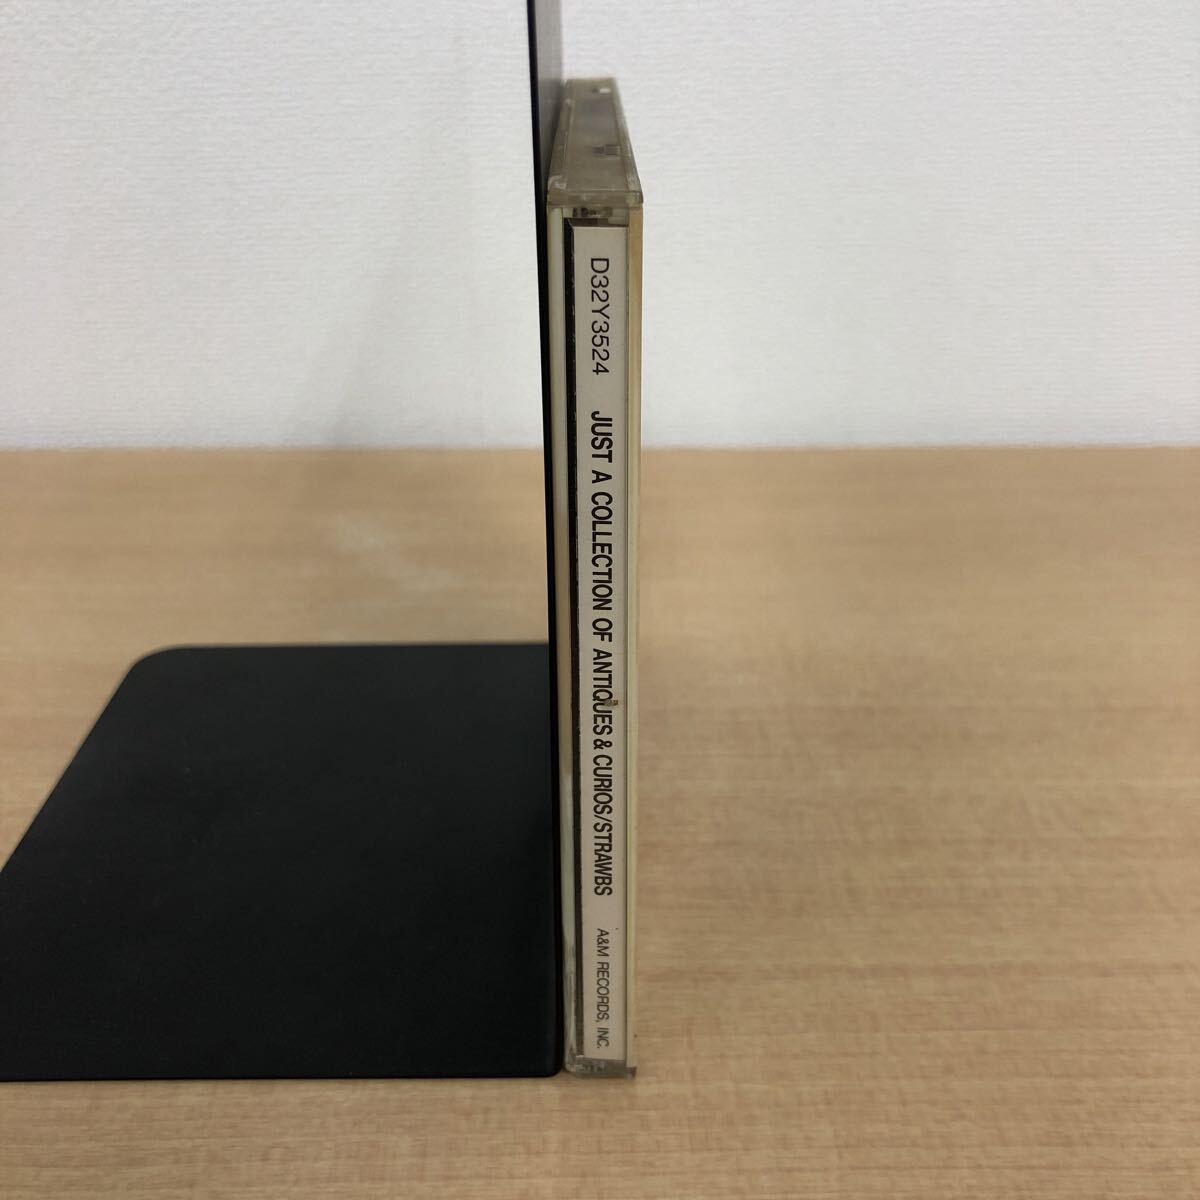 D32Y3524 JUST A COLLECTION OF ANTIQUES & CURIOS/STRAWBS A&M RECORDS, INC.